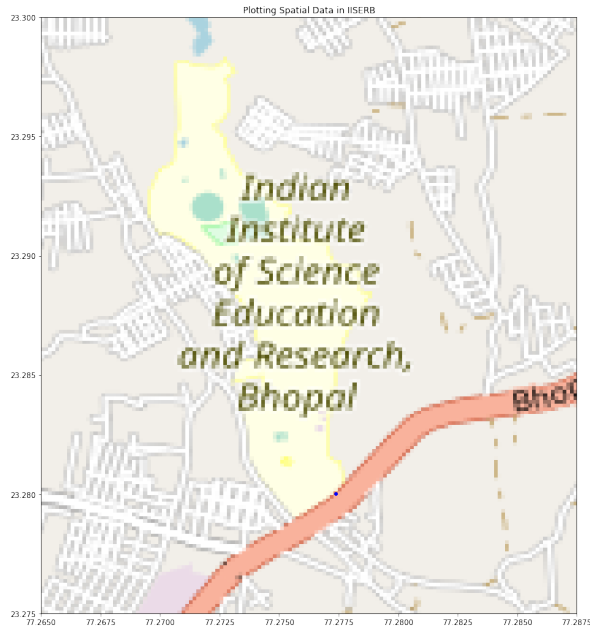 Plotting Spatial Data in IISERB
23.300
23.295
23.290
23.285
23.280
23.275
Indian
Institute
of Science
Education
and Research,
Bhopal
Bhop
77.2650 77.2675 77.2700 77.2725 77.2750 77.2775 77.2800 77.2825 77.2850 77.2875